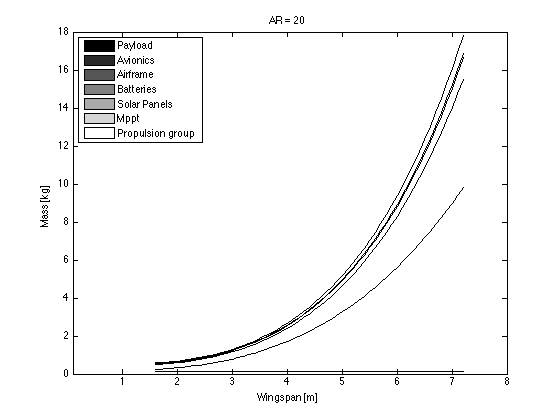 AR = 20
18
16
14
12
10
8
6
4
2
0
Mass [kg]
Payload
Avionics
Airframe
Batteries
Solar Panels
Mppt
Propulsion group
1 2 3 4 5 6 7 8
Wingspan [m]